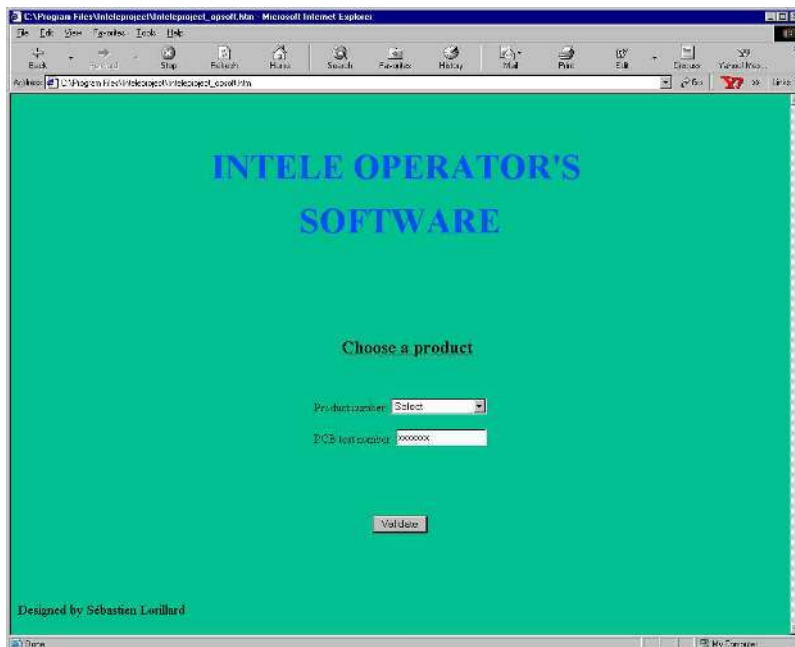 C:\Program Files\Inteleproject\Inteleproject_opsoft.htm - Microsoft Internet Explorer
File Edit View Favorites Tools Help
Back Forward Stop Refresh Home Search Favorites History Mail Print Edit Discuss
Address C:\Program Files\Inteleproject\Inteleproject_opsoft.htm Go Links
INTELE OPERATOR'S
SOFTWARE
Choose a product
Product number Select
PCB test number xxxxxxx
Validate
Designed by Sébastien Lorillard
Done My Computer